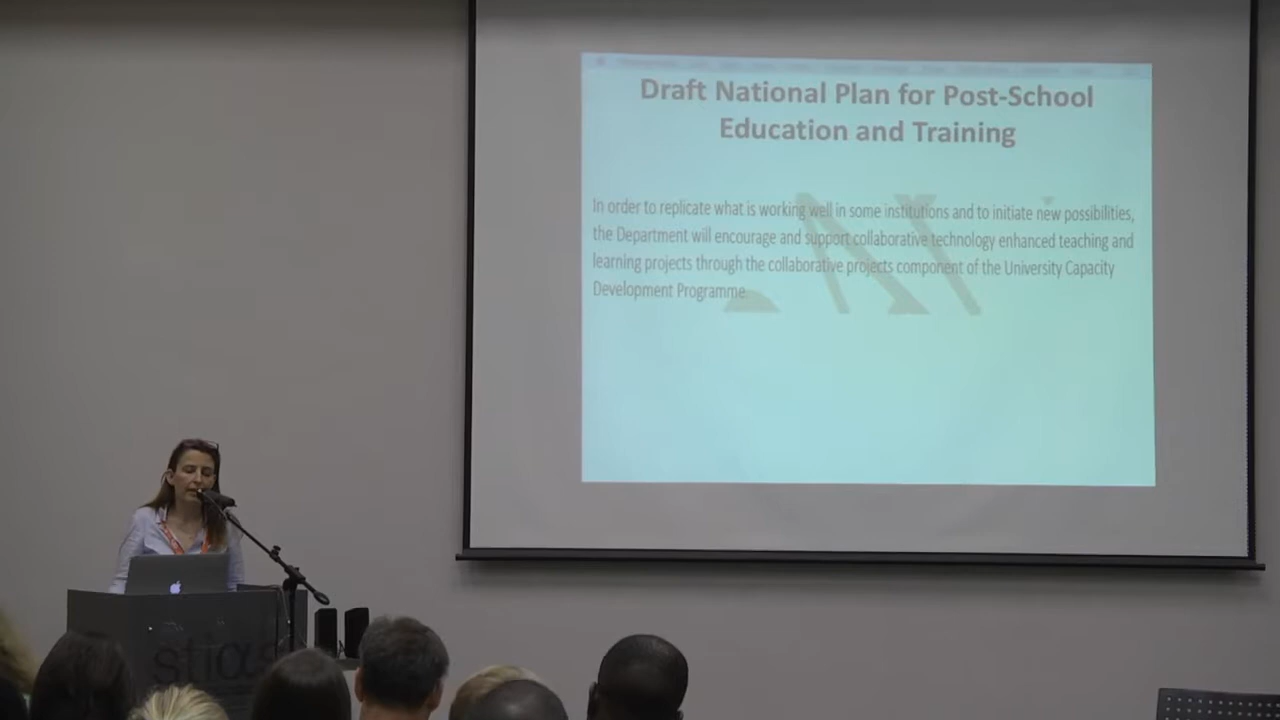 Draft National Plan for Post-School
Education and Training
In order to replicate what is working well in some institutions and to initiate new possibilities,
the Department will encourage and support collaborative technology enhanced teaching and
learning projects through the collaborative projects component of the University Capacity
Development Programme.
stiαs